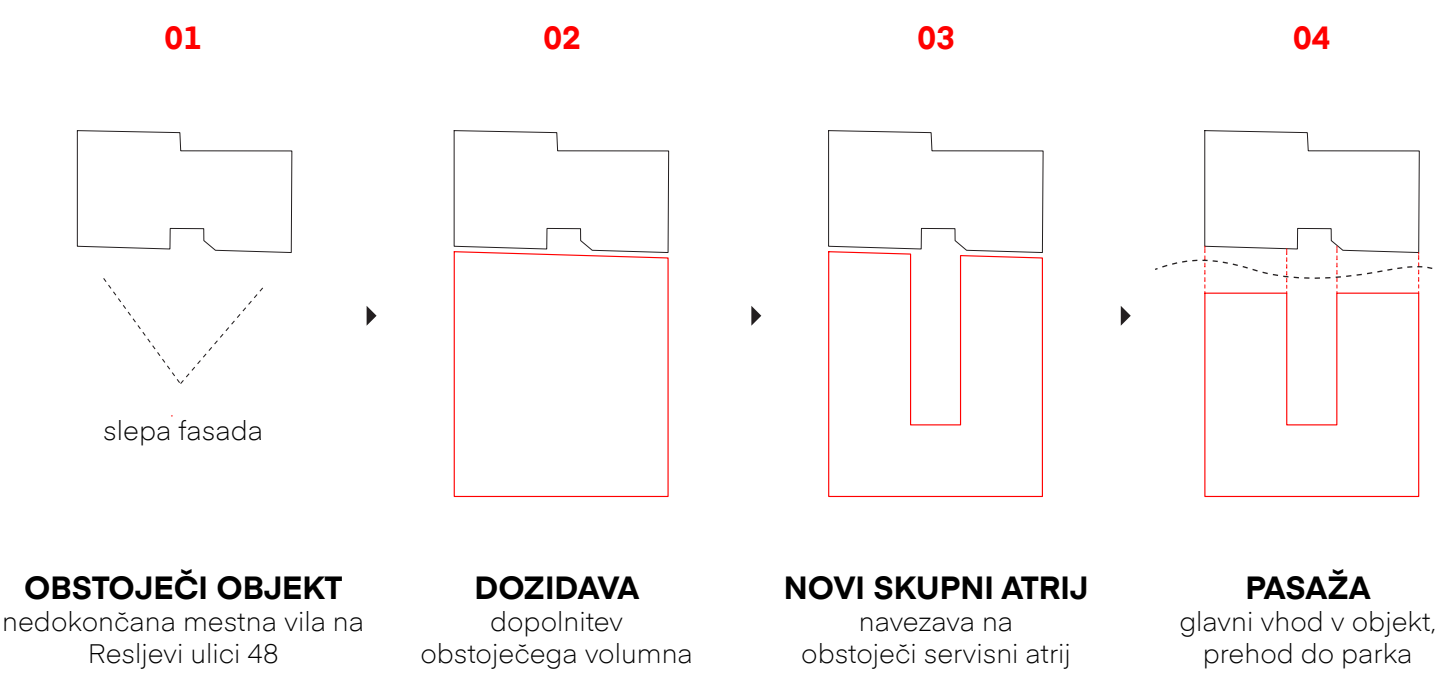 01
02
03
04
slepa fasada
OBSTOJEČI OBJEKT
nedokončana mestna vila na
Resljevi ulici 48
DOZIDAVA
dopolnitev
obstoječega volumna
NOVI SKUPNI ATRIJ
navezava na
obstoječi servisni atrij
PASAŽA
glavni vhod v objekt,
prehod do parka